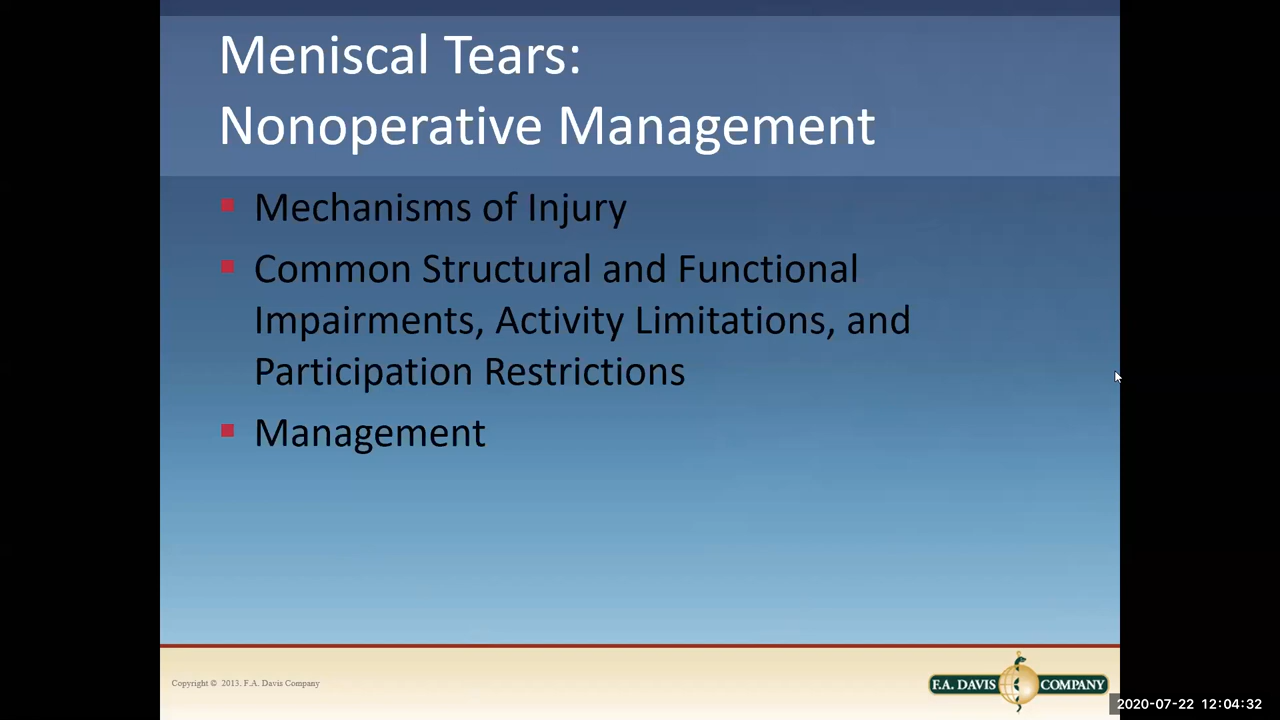 Meniscal Tears:
Nonoperative Management
Mechanisms of Injury
Common Structural and Functional
Impairments, Activity Limitations, and
Participation Restrictions
Management
Copyright © 2013. F.A. Davis Company
F.A. DAVIS COMPANY
2020-07-22 12:04:32